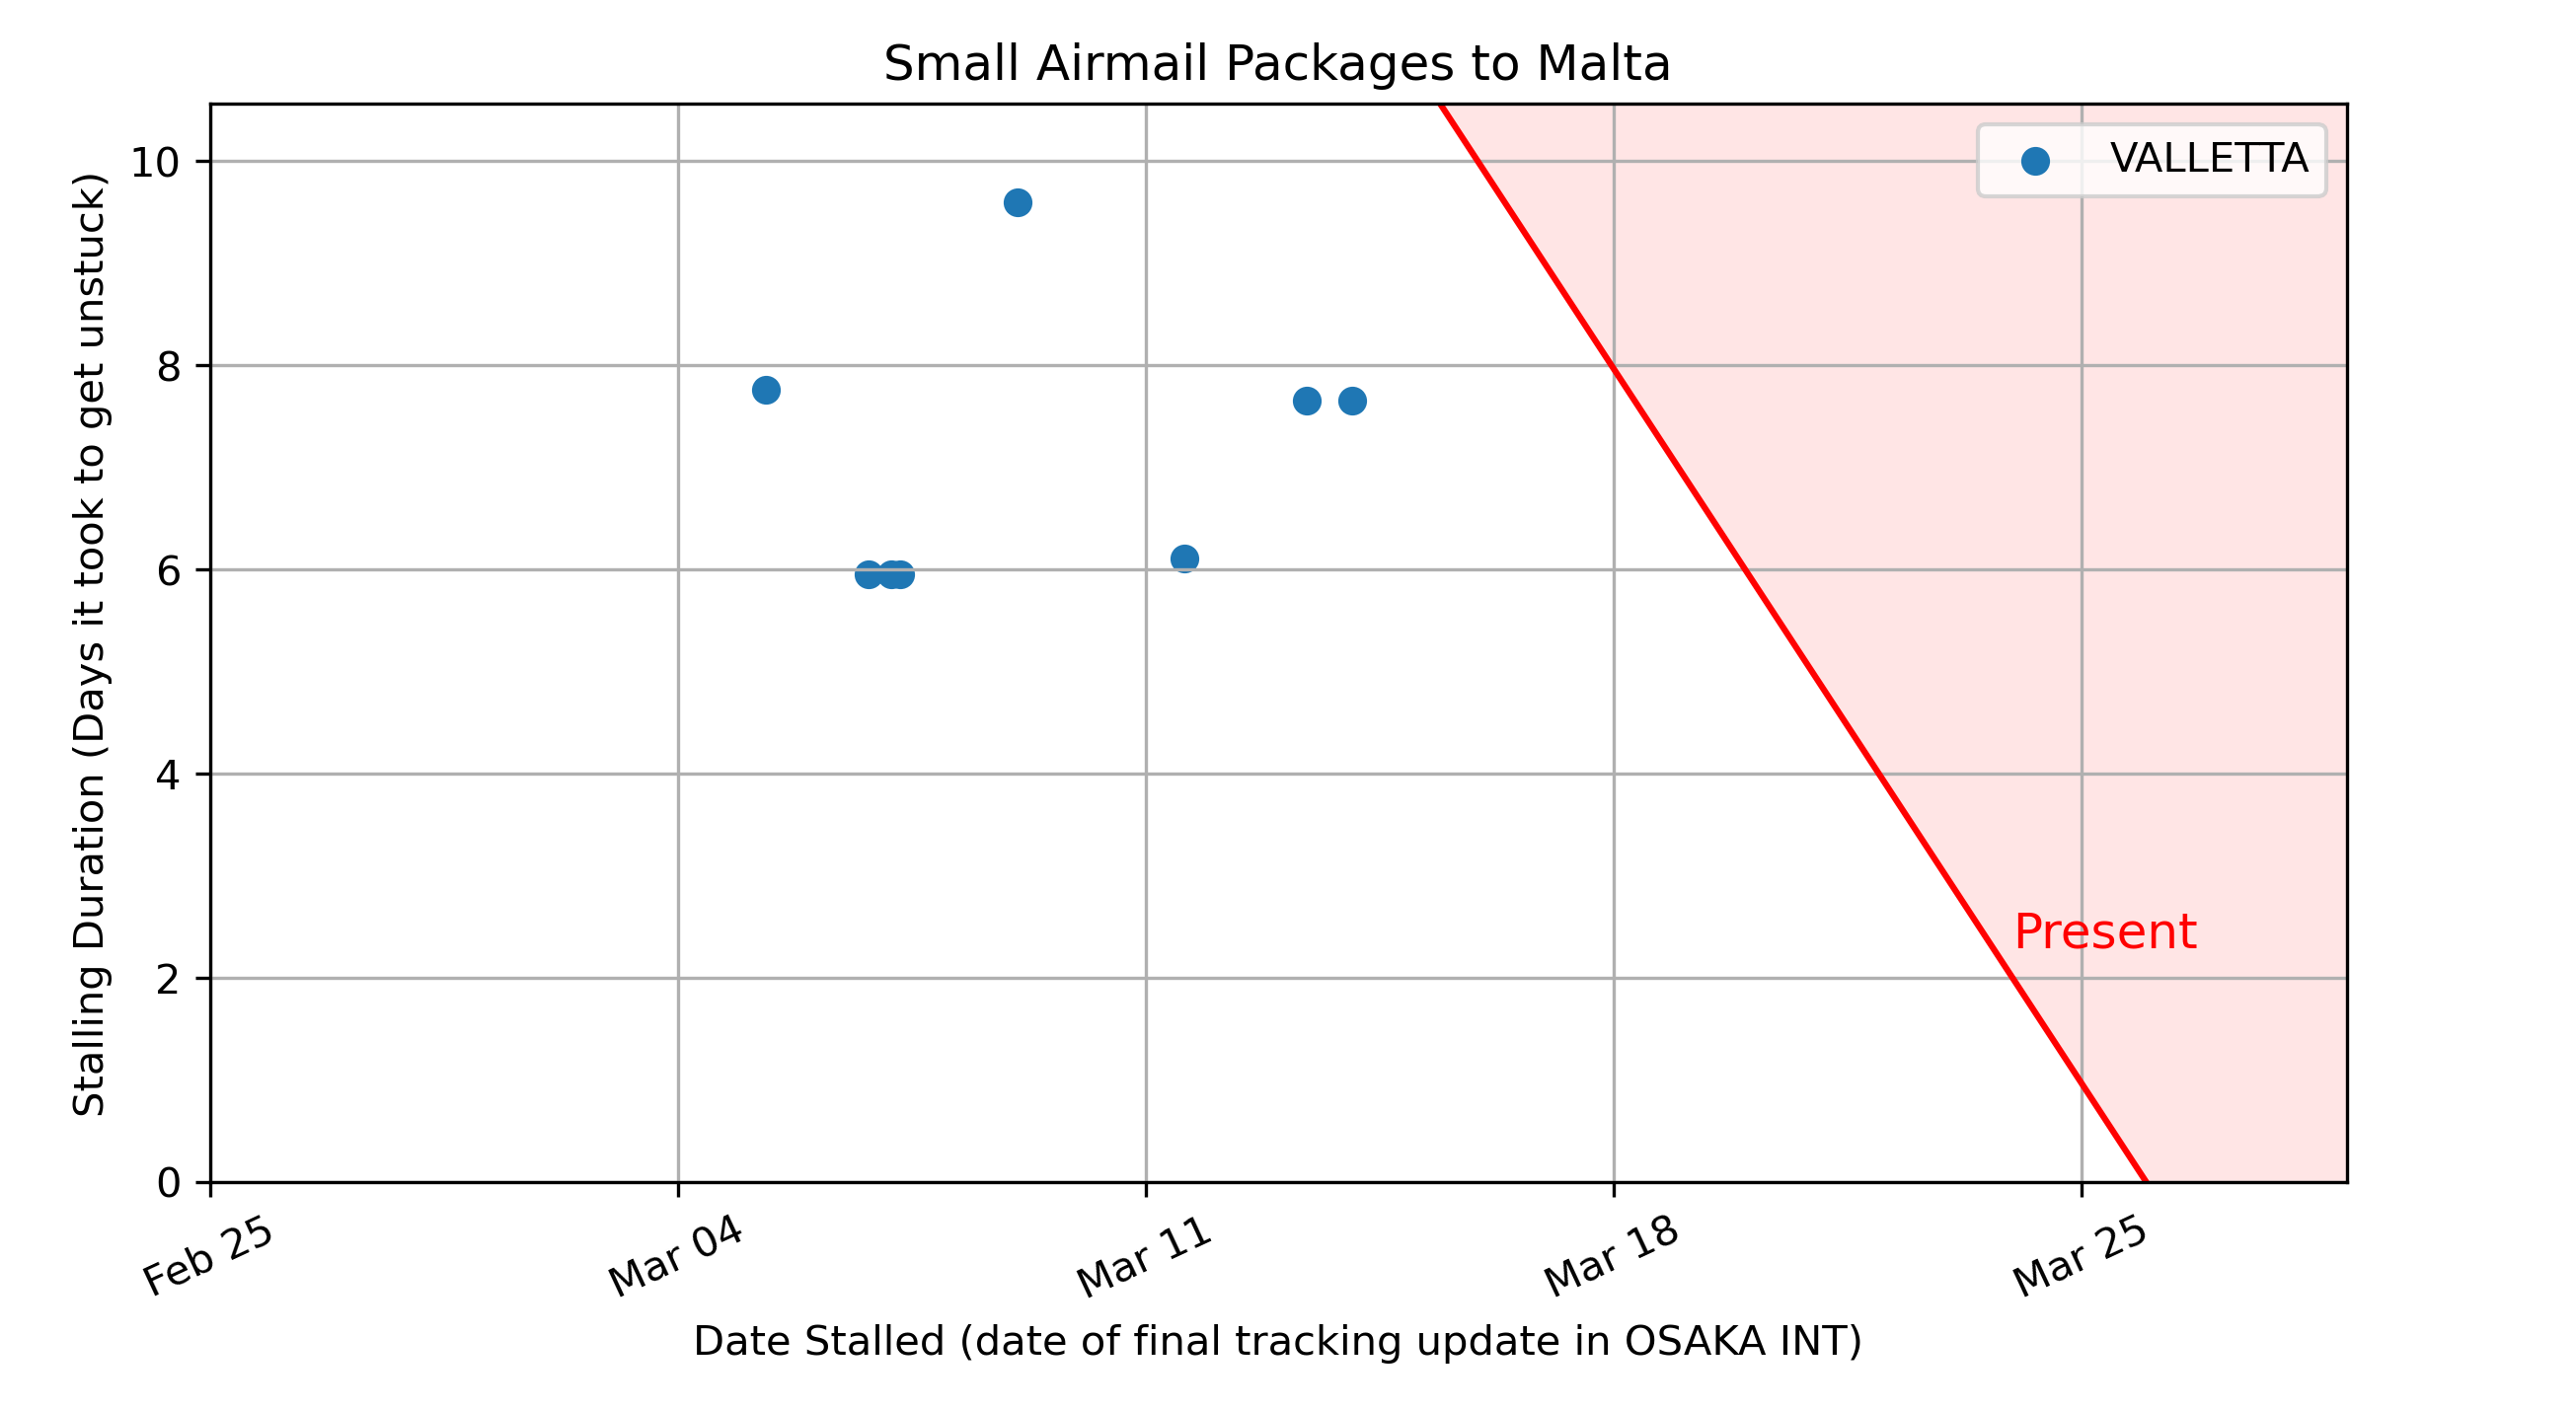 Small Airmail Packages to Malta
VALLETTA
Stalling Duration (Days it took to get unstuck)
10
8
6
4
2
0
Present
Feb 25
Mar 04
Mar 11
Mar 18
Mar 25
Date Stalled (date of final tracking update in OSAKA INT)